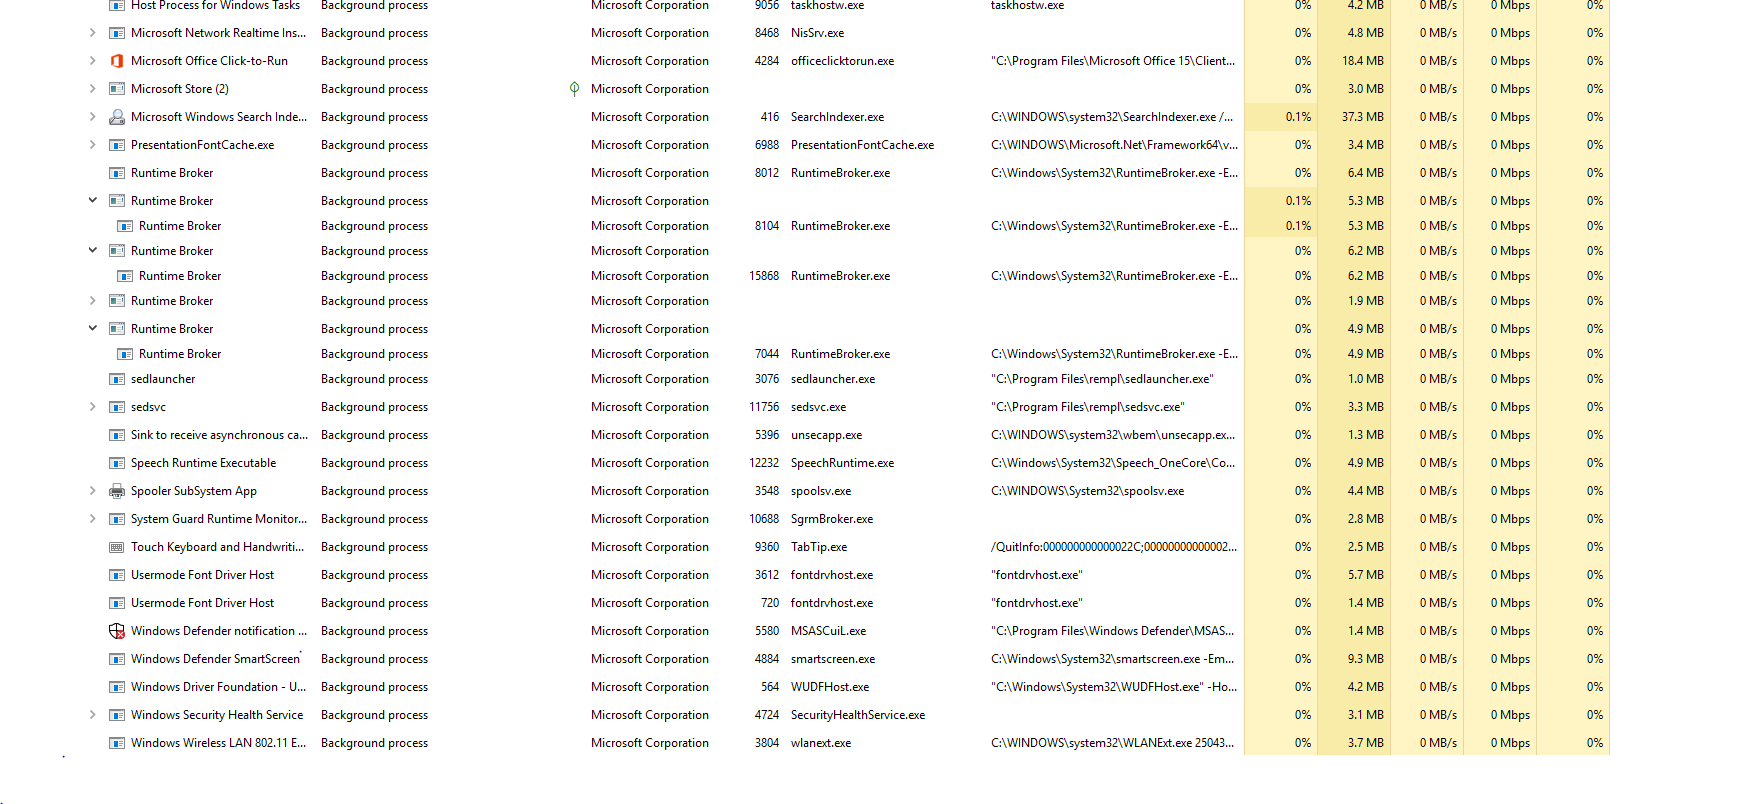 Host Process for Windows Tasks Background process Microsoft Corporation 9056 taskhostw.exe taskhostw.exe 0% 4.2 MB 0 MB/s 0 Mbps 0%
Microsoft Network Realtime Ins... Background process Microsoft Corporation 8468 NisSrv.exe 0% 4.8 MB 0 MB/s 0 Mbps 0%
Microsoft Office Click-to-Run Background process Microsoft Corporation 4284 officeclicktorun.exe "C:\Program Files\Microsoft Office 15\Client... 0% 18.4 MB 0 MB/s 0 Mbps 0%
Microsoft Store (2) Background process Microsoft Corporation 0% 3.0 MB 0 MB/s 0 Mbps 0%
Microsoft Windows Search Inde... Background process Microsoft Corporation 416 SearchIndexer.exe C:\WINDOWS\system32\SearchIndexer.exe /... 0.1% 37.3 MB 0 MB/s 0 Mbps 0%
PresentationFontCache.exe Background process Microsoft Corporation 6988 PresentationFontCache.exe C:\WINDOWS\Microsoft.Net\Framework64\v... 0% 3.4 MB 0 MB/s 0 Mbps 0%
Runtime Broker Background process Microsoft Corporation 8012 RuntimeBroker.exe C:\Windows\System32\RuntimeBroker.exe -E... 0% 6.4 MB 0 MB/s 0 Mbps 0%
Runtime Broker Background process Microsoft Corporation 0.1% 5.3 MB 0 MB/s 0 Mbps 0%
Runtime Broker Background process Microsoft Corporation 8104 RuntimeBroker.exe C:\Windows\System32\RuntimeBroker.exe -E... 0.1% 5.3 MB 0 MB/s 0 Mbps 0%
Runtime Broker Background process Microsoft Corporation 0% 6.2 MB 0 MB/s 0 Mbps 0%
Runtime Broker Background process Microsoft Corporation 15868 RuntimeBroker.exe C:\Windows\System32\RuntimeBroker.exe -E... 0% 6.2 MB 0 MB/s 0 Mbps 0%
Runtime Broker Background process Microsoft Corporation 0% 1.9 MB 0 MB/s 0 Mbps 0%
Runtime Broker Background process Microsoft Corporation 0% 4.9 MB 0 MB/s 0 Mbps 0%
Runtime Broker Background process Microsoft Corporation 7044 RuntimeBroker.exe C:\Windows\System32\RuntimeBroker.exe -E... 0% 4.9 MB 0 MB/s 0 Mbps 0%
sedlauncher Background process Microsoft Corporation 3076 sedlauncher.exe "C:\Program Files\rempl\sedlauncher.exe" 0% 1.0 MB 0 MB/s 0 Mbps 0%
sedsvc Background process Microsoft Corporation 11756 sedsvc.exe "C:\Program Files\rempl\sedsvc.exe" 0% 3.3 MB 0 MB/s 0 Mbps 0%
Sink to receive asynchronous ca... Background process Microsoft Corporation 5396 unsecapp.exe C:\WINDOWS\system32\wbem\unsecapp.ex... 0% 1.3 MB 0 MB/s 0 Mbps 0%
Speech Runtime Executable Background process Microsoft Corporation 12232 SpeechRuntime.exe C:\Windows\System32\Speech_OneCore\Co... 0% 4.9 MB 0 MB/s 0 Mbps 0%
Spooler SubSystem App Background process Microsoft Corporation 3548 spoolsv.exe C:\WINDOWS\System32\spoolsv.exe 0% 4.4 MB 0 MB/s 0 Mbps 0%
System Guard Runtime Monitor... Background process Microsoft Corporation 10688 SgrmBroker.exe 0% 2.8 MB 0 MB/s 0 Mbps 0%
Touch Keyboard and Handwriti... Background process Microsoft Corporation 9360 TabTip.exe /QuitInfo:000000000000022C;00000000000002... 0% 2.5 MB 0 MB/s 0 Mbps 0%
Usermode Font Driver Host Background process Microsoft Corporation 3612 fontdrvhost.exe "fontdrvhost.exe" 0% 5.7 MB 0 MB/s 0 Mbps 0%
Usermode Font Driver Host Background process Microsoft Corporation 720 fontdrvhost.exe "fontdrvhost.exe" 0% 1.4 MB 0 MB/s 0 Mbps 0%
Windows Defender notification ... Background process Microsoft Corporation 5580 MSASCuiL.exe "C:\Program Files\Windows Defender\MSAS... 0% 1.4 MB 0 MB/s 0 Mbps 0%
Windows Defender SmartScreen Background process Microsoft Corporation 4884 smartscreen.exe C:\Windows\System32\smartscreen.exe -Em... 0% 9.3 MB 0 MB/s 0 Mbps 0%
Windows Driver Foundation - U... Background process Microsoft Corporation 564 WUDFHost.exe "C:\Windows\System32\WUDFHost.exe" -Ho... 0% 4.2 MB 0 MB/s 0 Mbps 0%
Windows Security Health Service Background process Microsoft Corporation 4724 SecurityHealthService.exe 0% 3.1 MB 0 MB/s 0 Mbps 0%
Windows Wireless LAN 802.11 E... Background process Microsoft Corporation 3804 wlanext.exe C:\WINDOWS\system32\WLANExt.exe 25043... 0% 3.7 MB 0 MB/s 0 Mbps 0%